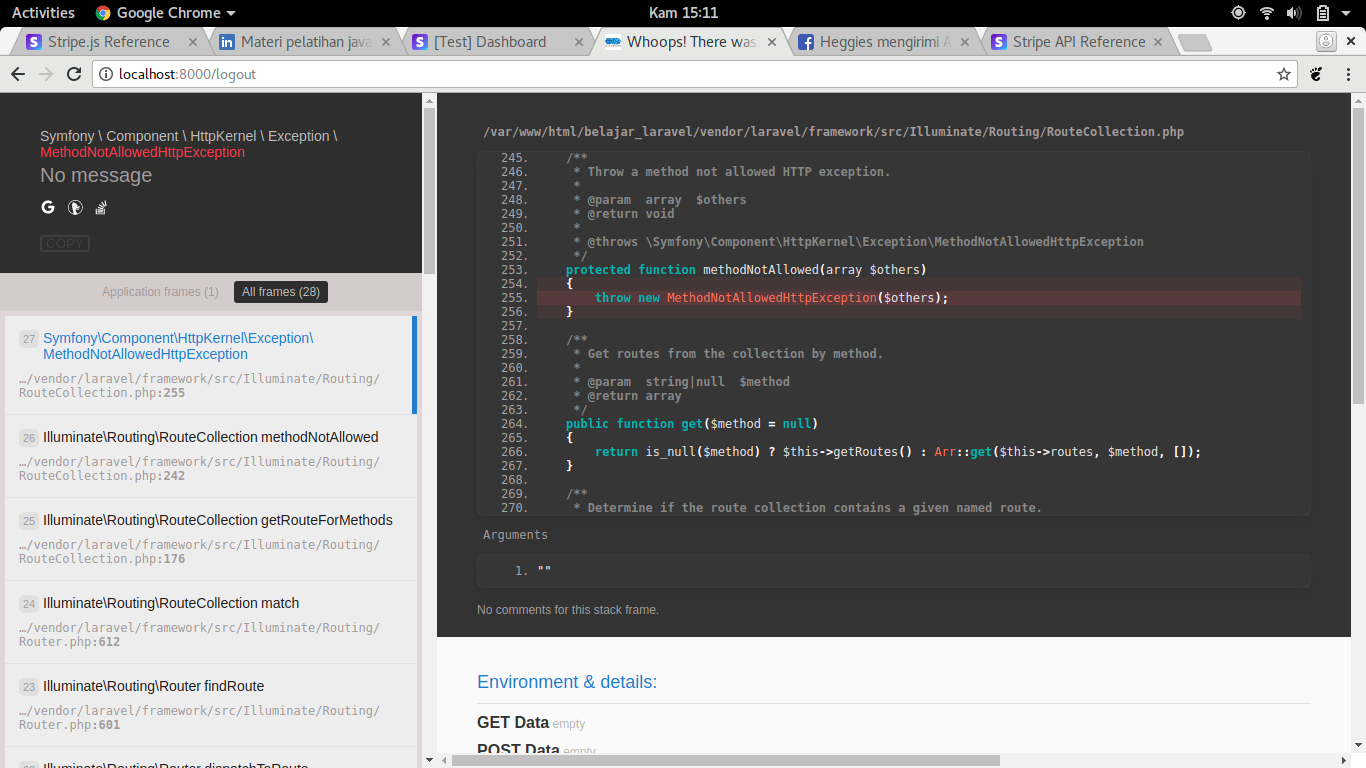 Activities
Google Chrome
Kam 15:11
Stripe.js Reference
Materi pelatihan java
[Test] Dashboard
Whoops! There was
Heggies mengirimi A
Stripe API Reference
localhost:8000/logout
Symfony \ Component \ HttpKernel \ Exception \
MethodNotAllowedHttpException
No message
COPY
Application frames (1)
All frames (28)
27
Symfony\Component\HttpKernel\Exception\
MethodNotAllowedHttpException
…/vendor/laravel/framework/src/Illuminate/Routing/
RouteCollection.php:255
26
Illuminate\Routing\RouteCollection methodNotAllowed
…/vendor/laravel/framework/src/Illuminate/Routing/
RouteCollection.php:242
25
Illuminate\Routing\RouteCollection getRouteForMethods
…/vendor/laravel/framework/src/Illuminate/Routing/
RouteCollection.php:176
24
Illuminate\Routing\RouteCollection match
…/vendor/laravel/framework/src/Illuminate/Routing/
Router.php:612
23
Illuminate\Routing\Router findRoute
…/vendor/laravel/framework/src/Illuminate/Routing/
Router.php:601
Illuminate\Routing\Router dispatchToRoute
/var/www/html/belajar_laravel/vendor/laravel/framework/src/Illuminate/Routing/RouteCollection.php
245.     /**
246.      * Throw a method not allowed HTTP exception.
247.      *
248.      * @param  array  $others
249.      * @return void
250.      *
251.      * @throws \Symfony\Component\HttpKernel\Exception\MethodNotAllowedHttpException
252.      */
253.     protected function methodNotAllowed(array $others)
254.     {
255.         throw new MethodNotAllowedHttpException($others);
256.     }
257.
258.     /**
259.      * Get routes from the collection by method.
260.      *
261.      * @param  string|null  $method
262.      * @return array
263.      */
264.     public function get($method = null)
265.     {
266.         return is_null($method) ? $this->getRoutes() : Arr::get($this->routes, $method, []);
267.     }
268.
269.     /**
270.      * Determine if the route collection contains a given named route.
Arguments
1. ""
No comments for this stack frame.
Environment & details:
GET Data empty
POST Data empty